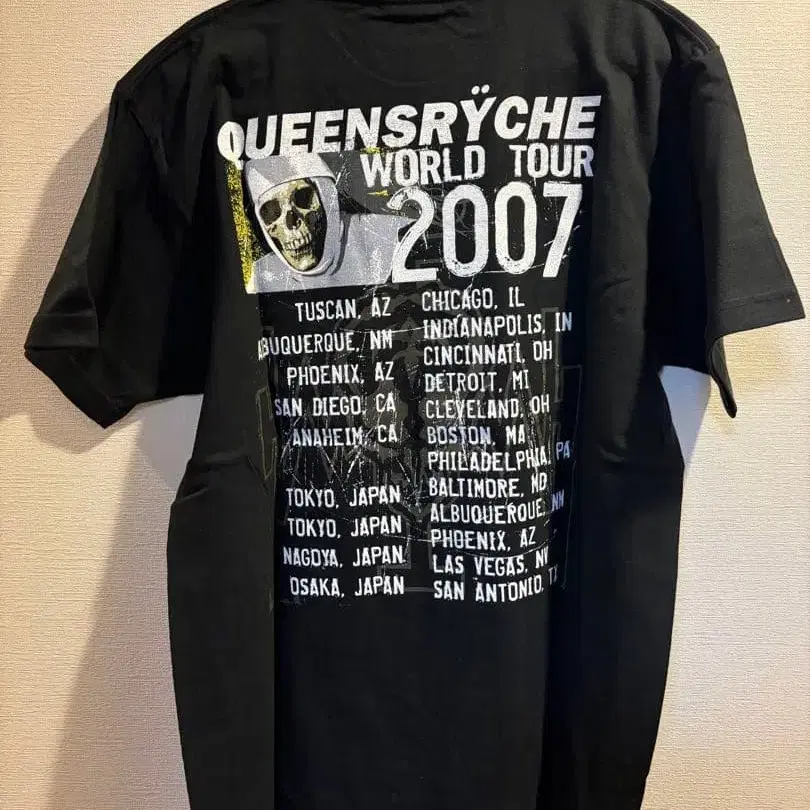 QUEENSRŸCHE
WORLD TOUR
2007
TUSCAN, AZ
ALBUQUERQUE, NM
PHOENIX, AZ
SAN DIEGO, CA
ANAHEIM, CA
TOKYO, JAPAN
TOKYO, JAPAN
NAGOYA, JAPAN
OSAKA, JAPAN
CHICAGO, IL
INDIANAPOLIS, IN
CINCINNATI, OH
DETROIT, MI
CLEVELAND, OH
BOSTON, MA
PHILADELPHIA, PA
BALTIMORE, MD
ALBUQUERQUE, NM
PHOENIX, AZ
LAS VEGAS, NV
SAN ANTONIO, TX